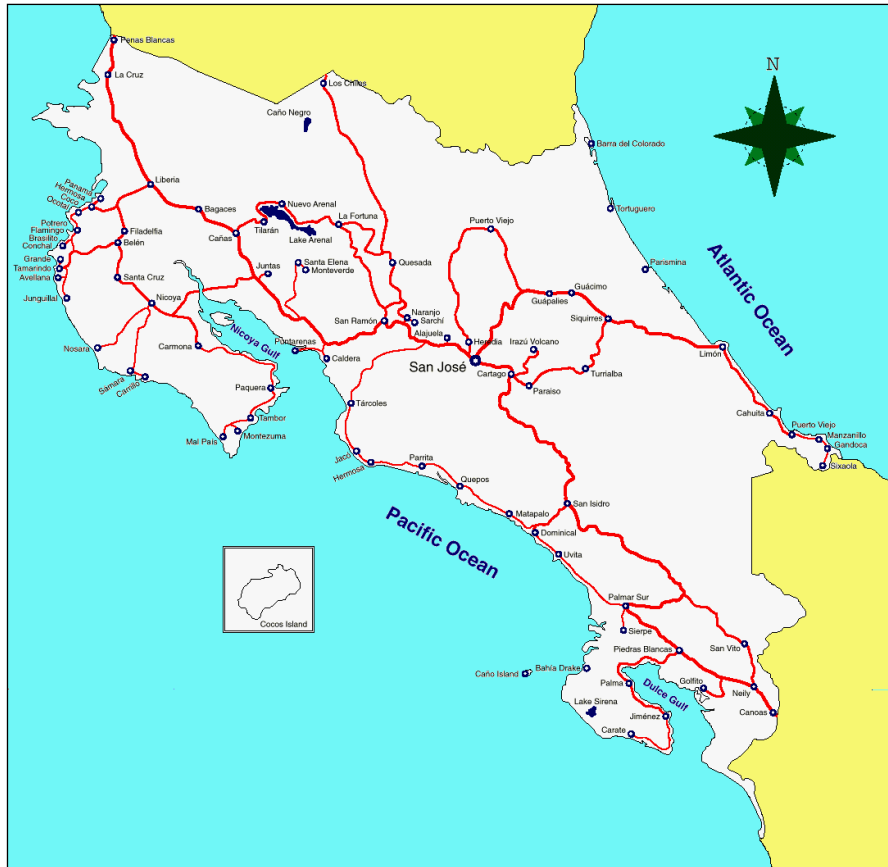 N
Penas Blancas
La Cruz
Los Chiles
Caño Negro
Barra del Colorado
Liberia
Panamá
Hermosa
Coco
Ocotal
Bagaces
Nuevo Arenal
Tortuguero
Potrero
Flamingo
Brasilito
Conchal
Filadelfia
Belén
Cañas
Tilarán
Lake Arenal
La Fortuna
Puerto Viejo
Grande
Tamarindo
Avellana
Junguillal
Santa Cruz
Juntas
Santa Elena
Monteverde
Quesada
Parismina
Atlantic Ocean
Nicoya
Guápalies
Guácimo
Nicoya Gulf
San Ramón
Naranjo
Sarchí
Siquirres
Nosara
Carmona
Puntarenas
Caldera
Alajuela
Heredia
Irazú Volcano
Limón
San José
Sámara
Carrillo
Paquera
Cartago
Paraiso
Turrialba
Tárcoles
Tambor
Montezuma
Mal País
Cahuita
Puerto Viejo
Manzanillo
Gandoca
Sixaola
Jacó
Hermosa
Parrita
Quepos
Matapalo
San Isidro
Dominical
Uvita
Pacific Ocean
Cocos Island
Palmar Sur
Sierpe
Piedras Blancas
San Vito
Caño Island
Bahía Drake
Palma
Dulce Gulf
Golfito
Neily
Lake Sirena
Jiménez
Canoas
Carate